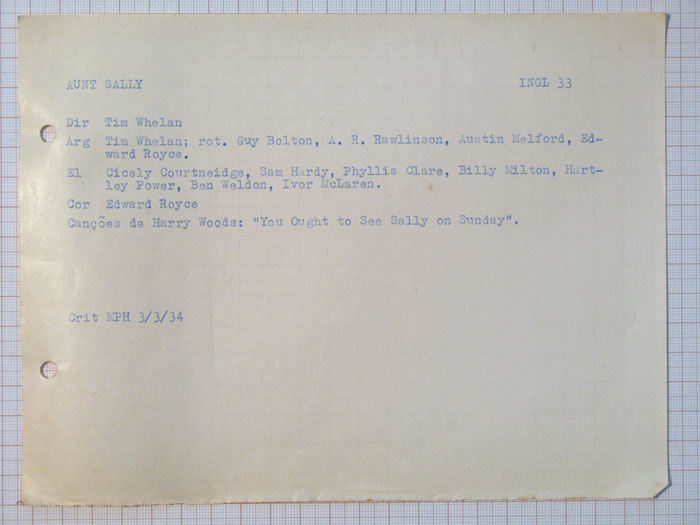 AUNT SALLY INGL 33
Dir Tim Whelan
Arg Tim Whelan; rot. Guy Bolton, A. R. Rawlinson, Austin Melford, Ed-
ward Royce.
El Cicely Courtneidge, Sam Hardy, Phyllis Clare, Billy Milton, Hart-
ley Power, Ben Weldon, Ivor McLaren.
Cor Edward Royce
Canções de Harry Woods: "You Ought to See Sally on Sunday".
Crit MPH 3/3/34